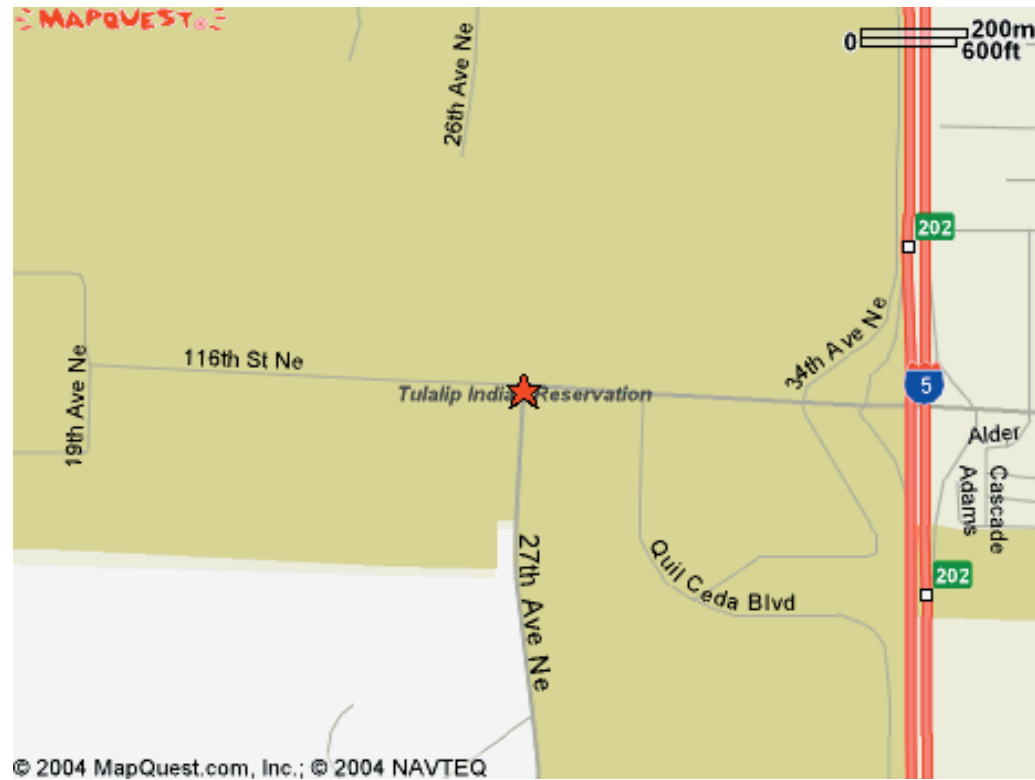 MAPQUEST
0
200m
600ft
26th Ave Ne
202
34th Ave Ne
116th St Ne
19th Ave Ne
Tulalip Indian Reservation
5
Alder
Adams
Cascade
27th Ave Ne
Quil Ceda Blvd
202
© 2004 MapQuest.com, Inc.; © 2004 NAVTEQ